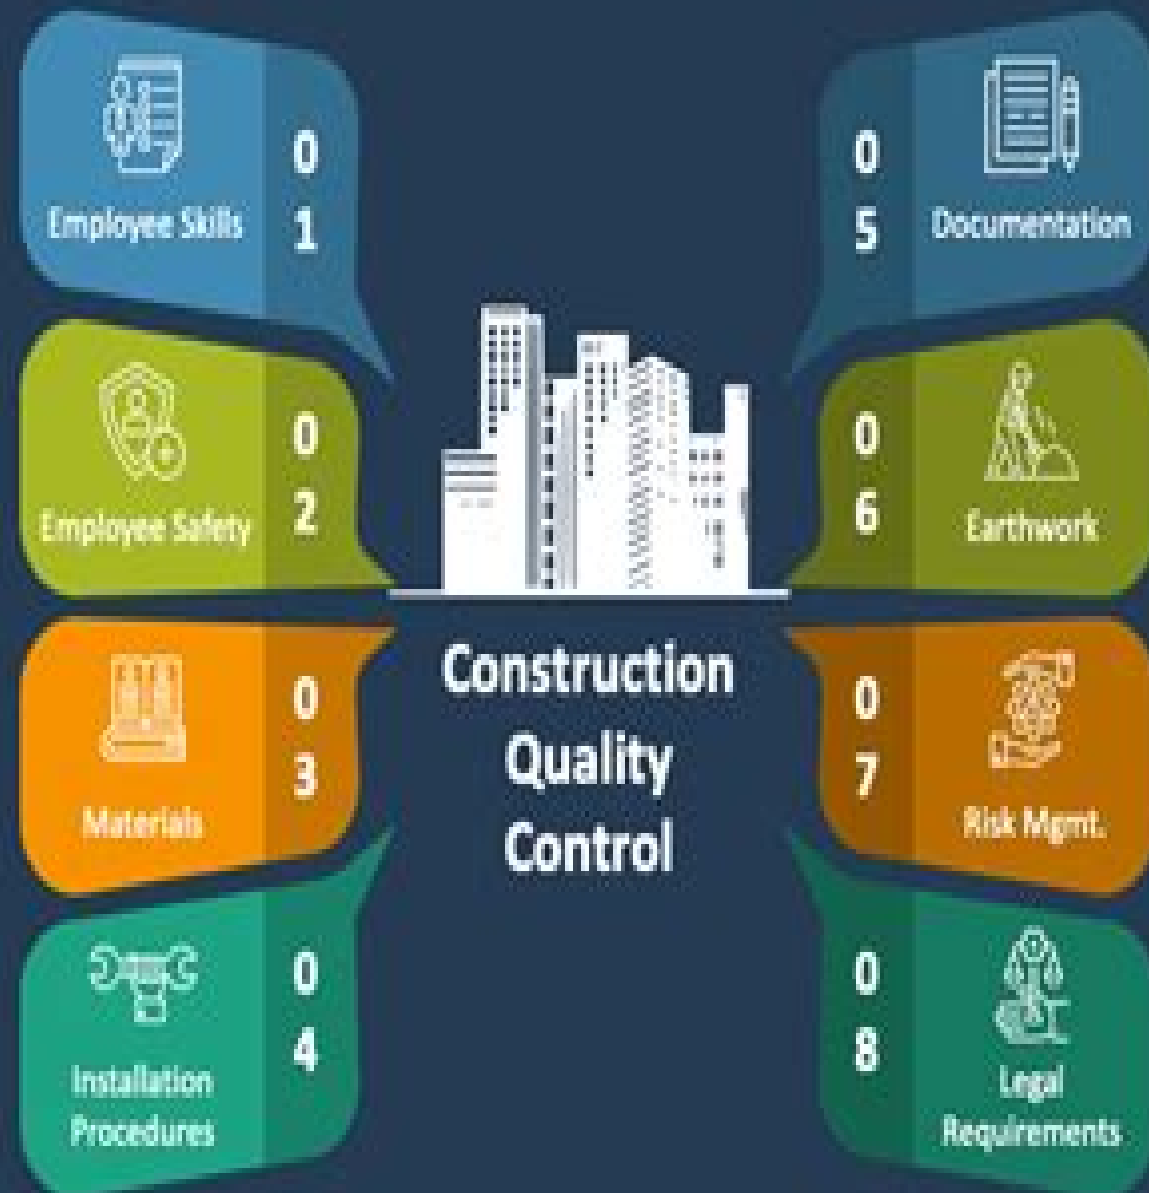 Employee Skills
0
1
Employee Safety
0
2
Materials
0
3
Installation
Procedures
0
4
Construction
Quality
Control
0
5
Documentation
0
6
Earthwork
0
7
Risk Mgmt.
0
8
Legal
Requirements